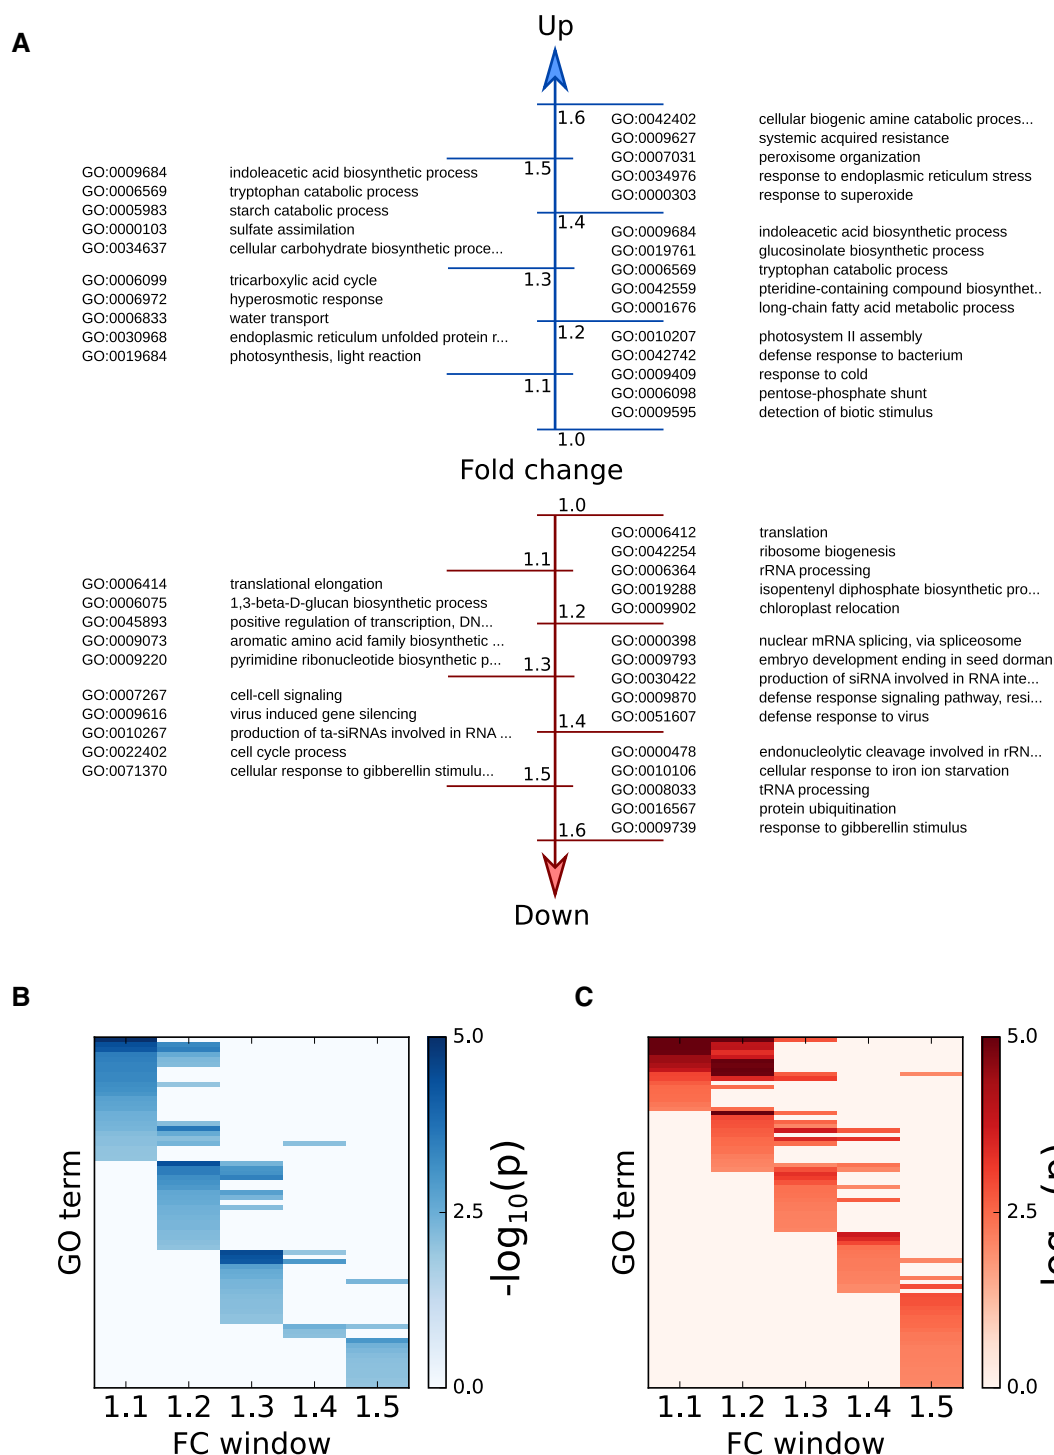 A
Up
1.6
GO:0042402 cellular biogenic amine catabolic proces...
GO:0009627 systemic acquired resistance
GO:0007031 peroxisome organization
1.5
GO:0009684 indoleacetic acid biosynthetic process
GO:0034976 response to endoplasmic reticulum stress
GO:0006569 tryptophan catabolic process
GO:0000303 response to superoxide
GO:0005983 starch catabolic process
1.4
GO:0000103 sulfate assimilation
GO:0009684 indoleacetic acid biosynthetic process
GO:0034637 cellular carbohydrate biosynthetic proce...
GO:0019761 glucosinolate biosynthetic process
GO:0006569 tryptophan catabolic process
1.3
GO:0006099 tricarboxylic acid cycle
GO:0042559 pteridine-containing compound biosynthet..
GO:0006972 hyperosmotic response
GO:0001676 long-chain fatty acid metabolic process
GO:0006833 water transport
1.2
GO:0030968 endoplasmic reticulum unfolded protein r...
GO:0010207 photosystem II assembly
GO:0019684 photosynthesis, light reaction
GO:0042742 defense response to bacterium
GO:0009409 response to cold
1.1
GO:0006098 pentose-phosphate shunt
GO:0009595 detection of biotic stimulus
1.0
Fold change
1.0
GO:0006412 translation
GO:0042254 ribosome biogenesis
1.1
GO:0006364 rRNA processing
GO:0006414 translational elongation
GO:0019288 isopentenyl diphosphate biosynthetic pro...
GO:0006075 1,3-beta-D-glucan biosynthetic process
GO:0009902 chloroplast relocation
1.2
GO:0045893 positive regulation of transcription, DN...
GO:0009073 aromatic amino acid family biosynthetic ...
GO:0000398 nuclear mRNA splicing, via spliceosome
GO:0009220 pyrimidine ribonucleotide biosynthetic p...
GO:0009793 embryo development ending in seed dorman
1.3
GO:0030422 production of siRNA involved in RNA inte...
GO:0007267 cell-cell signaling
GO:0009870 defense response signaling pathway, resi...
GO:0009616 virus induced gene silencing
GO:0051607 defense response to virus
1.4
GO:0010267 production of ta-siRNAs involved in RNA ...
GO:0022402 cell cycle process
GO:0000478 endonucleolytic cleavage involved in rRN...
GO:0071370 cellular response to gibberellin stimulu...
GO:0010106 cellular response to iron ion starvation
1.5
GO:0008033 tRNA processing
GO:0016567 protein ubiquitination
GO:0009739 response to gibberellin stimulus
1.6
Down
B
GO term
1.1 1.2 1.3 1.4 1.5
FC window
5.0
2.5
0.0
-log10(p)
C
GO term
1.1 1.2 1.3 1.4 1.5
FC window
5.0
2.5
0.0